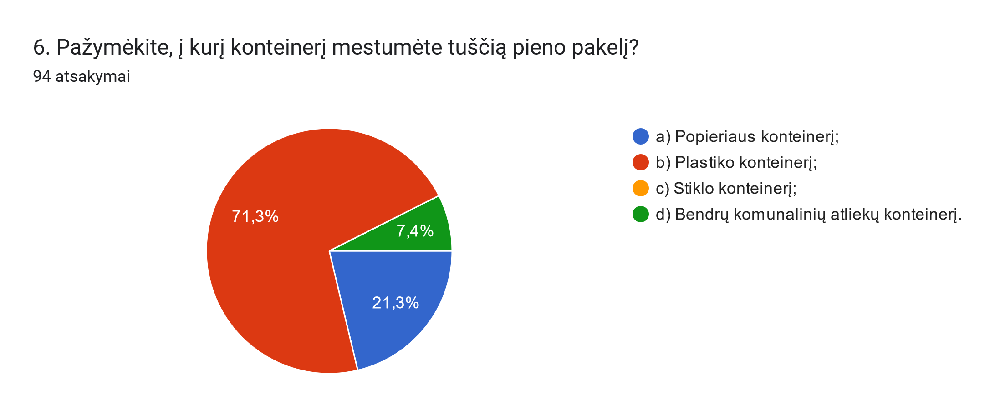 6. Pažymėkite, į kurį konteinerį mestumėte tuščią pieno pakelį?
94 atsakymai
71,3%
7,4%
21,3%
a) Popieriaus konteinerį;
b) Plastiko konteinerį;
c) Stiklo konteinerį;
d) Bendrų komunalinių atliekų konteinerį.